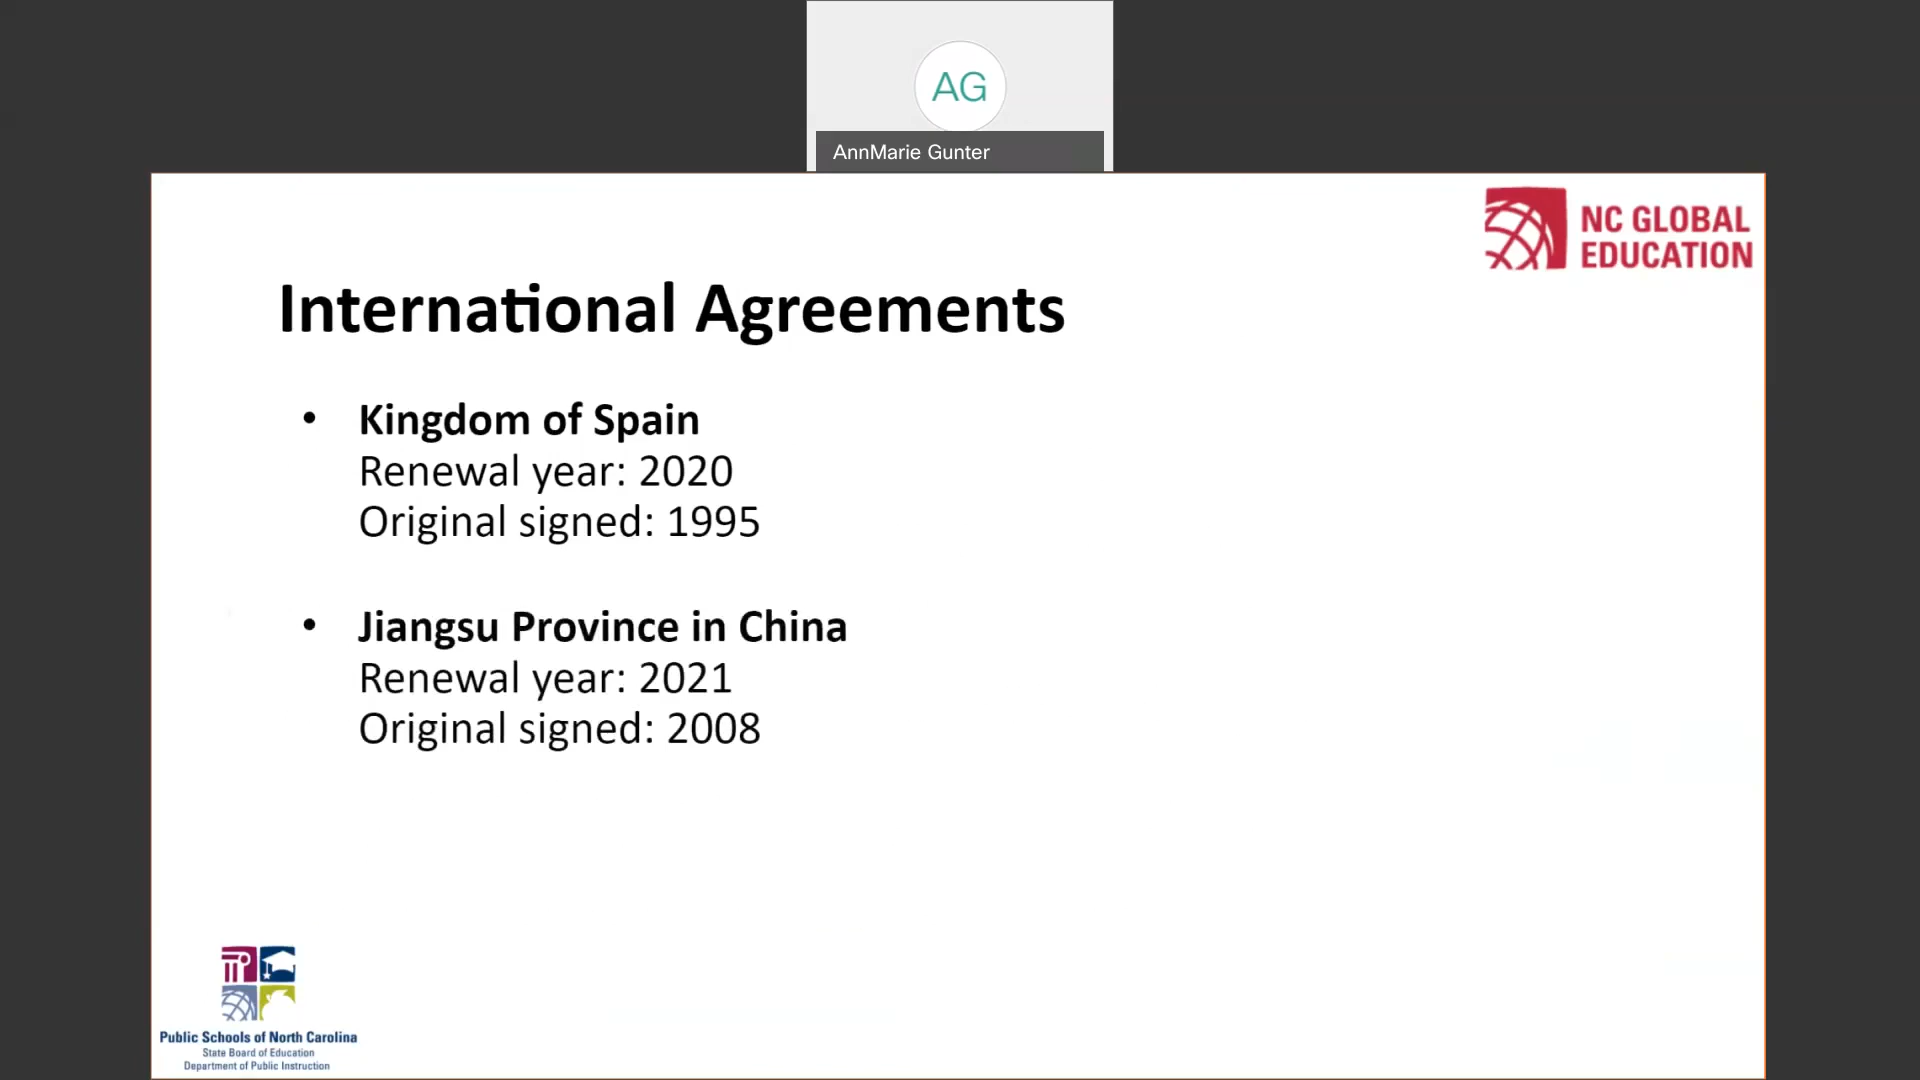 AG
AnnMarie Gunter
NC GLOBAL
EDUCATION
International Agreements
• Kingdom of Spain
Renewal year: 2020
Original signed: 1995
• Jiangsu Province in China
Renewal year: 2021
Original signed: 2008
Public Schools of North Carolina
State Board of Education
Department of Public Instruction